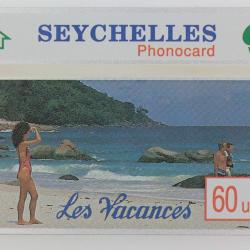 SEYCHELLES
Phonocard
Les Vacances
60 u